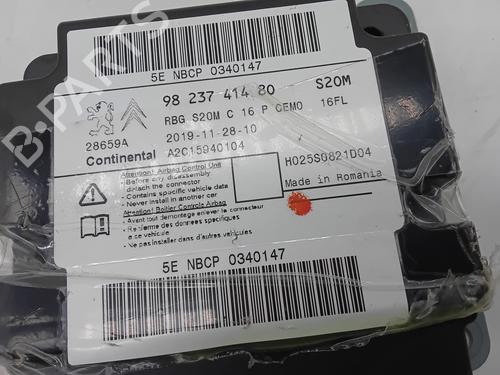 B-PARTS
5E NBCP 0340147
98 237 414 80
S20M
RBG S20M C 16 P CEMO
16FL
28659A
2019-11-28-10
Continental
A2C15940104
Attention! Airbag Control Unit
• Before any disassembly
detach the connector
• Contains specific vehicle data
• Never install in another car
H025S0821D04
Made in Romania
Attention! Boitier Controle Airbag
• Avant tout démontage enlever le connecteur
• Renferme des données spécifiques
a ce vehicule
• Ne pas installer dans d'autres vehicules
5E NBCP 0340147